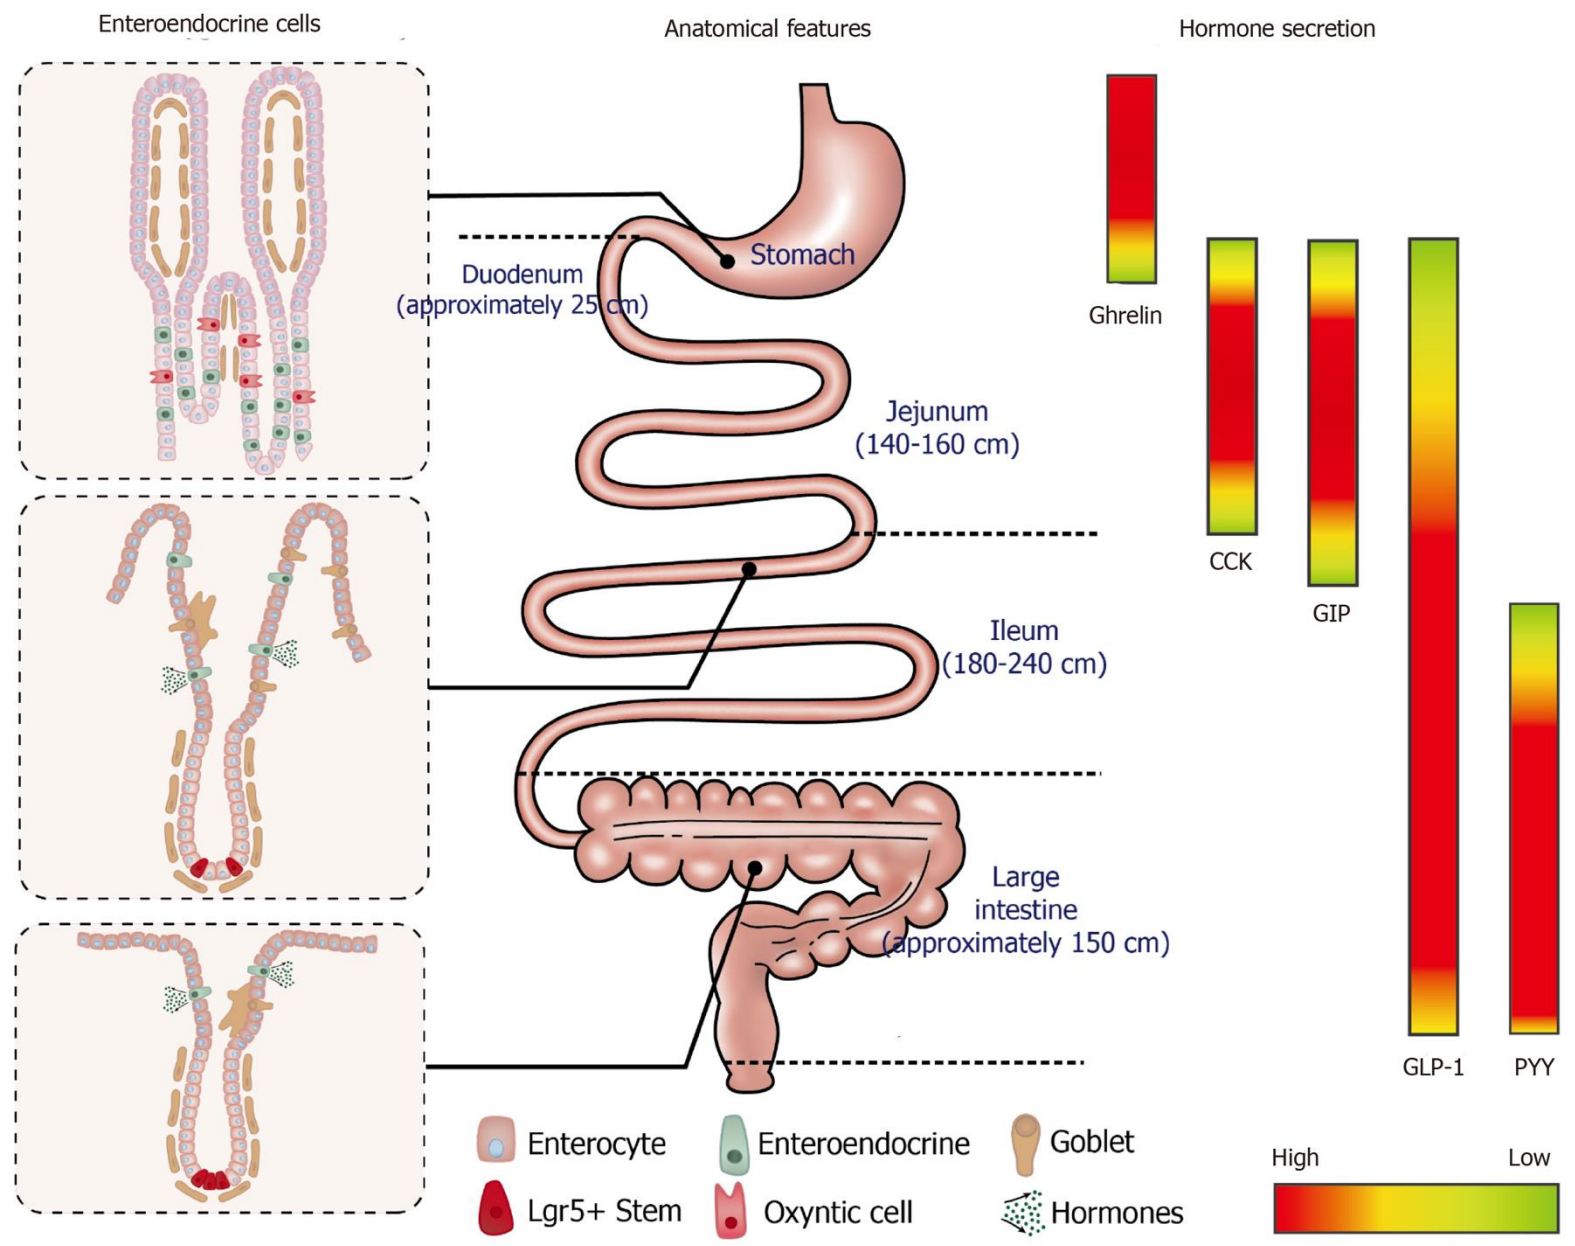 Enteroendocrine cells
Anatomical features
Hormone secretion
Stomach
Duodenum
(approximately 25 cm)
Ghrelin
Jejunum
(140-160 cm)
CCK
GIP
Ileum
(180-240 cm)
Large
intestine
(approximately 150 cm)
GLP-1
PYY
Enterocyte
Enteroendocrine
Goblet
Lgr5+ Stem
Oxyntic cell
Hormones
High
Low